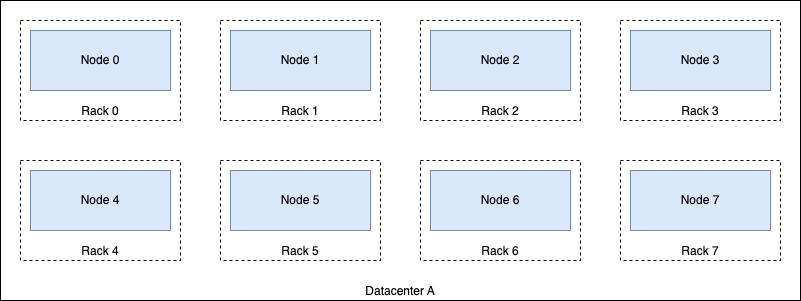 Node 0
Node 1
Node 2
Node 3
Rack 0
Rack 1
Rack 2
Rack 3
Node 4
Node 5
Node 6
Node 7
Rack 4
Rack 5
Rack 6
Rack 7
Datacenter A